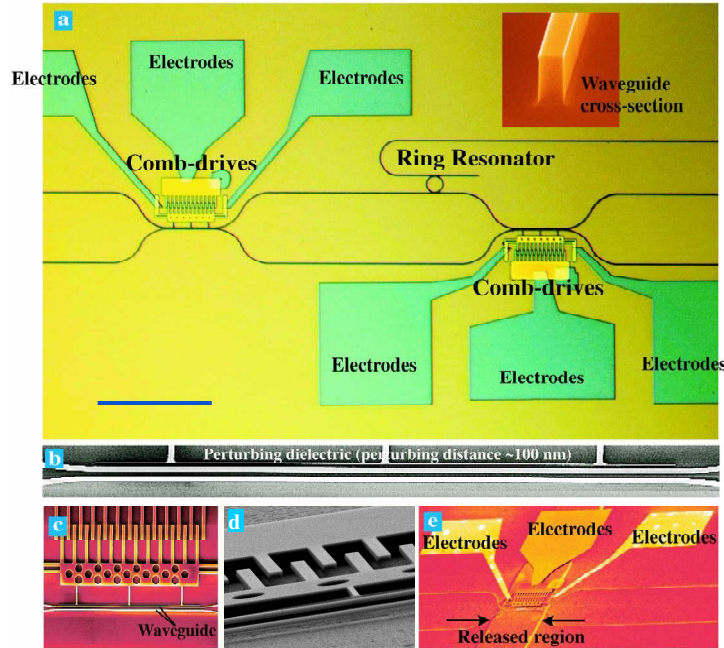 a
Electrodes
Electrodes
Electrodes
Waveguide
cross-section
Comb-drives
Ring Resonator
Comb-drives
Electrodes
Electrodes
Electrodes
b
Perturbing dielectric (perturbing distance ~100 nm)
c
Waveguide
d
e
Electrodes
Electrodes
Electrodes
Released region